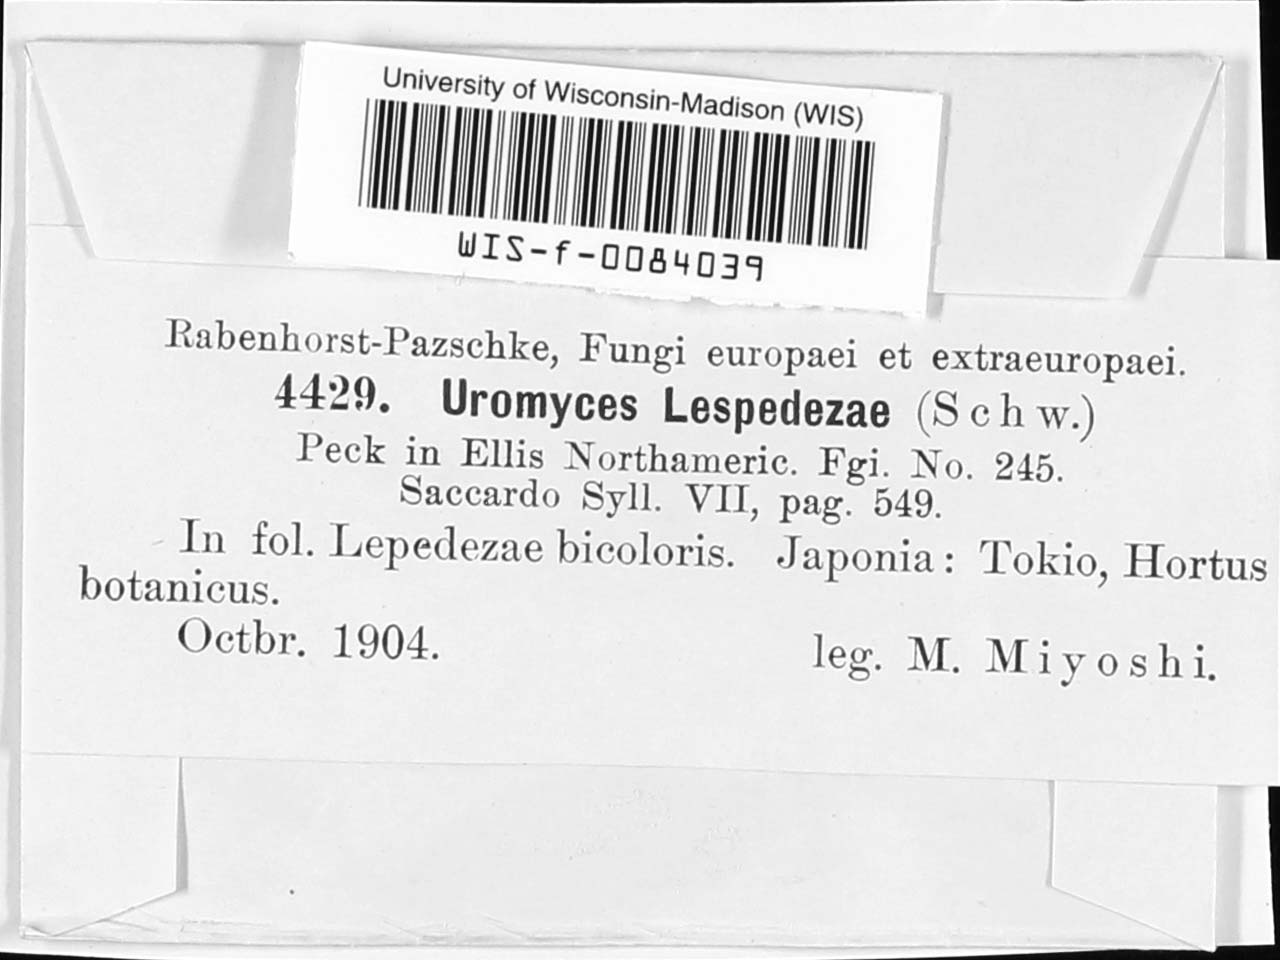 University of Wisconsin-Madison (WIS)
WIS-f-0084039
Rabenhorst-Pazschke, Fungi europaei et extraeuropaei.
4429. Uromyces Lespedezae (Schw.)
Peck in Ellis Northameric. Fgi. No. 245.
Saccardo Syll. VII, pag. 549.
In fol. Lepedezae bicoloris. Japonia: Tokio, Hortus
botanicus.
Octbr. 1904. leg. M. Miyoshi.